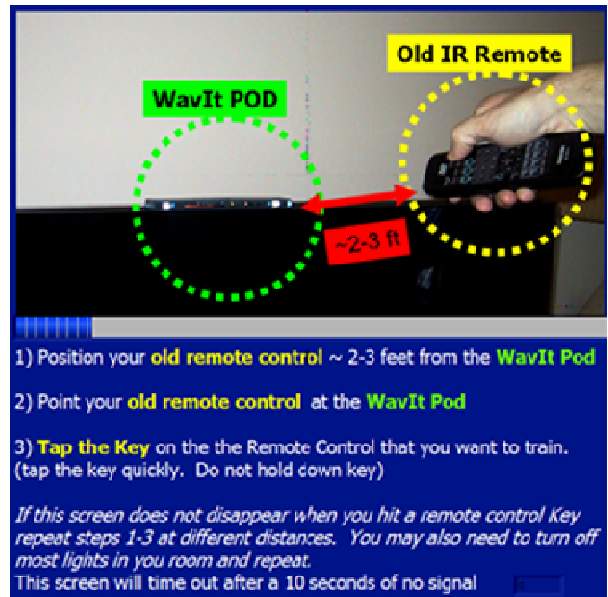 Old IR Remote
WavIt POD
~2-3 ft
1) Position your old remote control ~ 2-3 feet from the WavIt Pod
2) Point your old remote control at the WavIt Pod
3) Tap the Key on the the Remote Control that you want to train.
(tap the key quickly. Do not hold down key)
If this screen does not disappear when you hit a remote control Key
repeat steps 1-3 at different distances. You may also need to turn off
most lights in you room and repeat.
This screen will time out after a 10 seconds of no signal